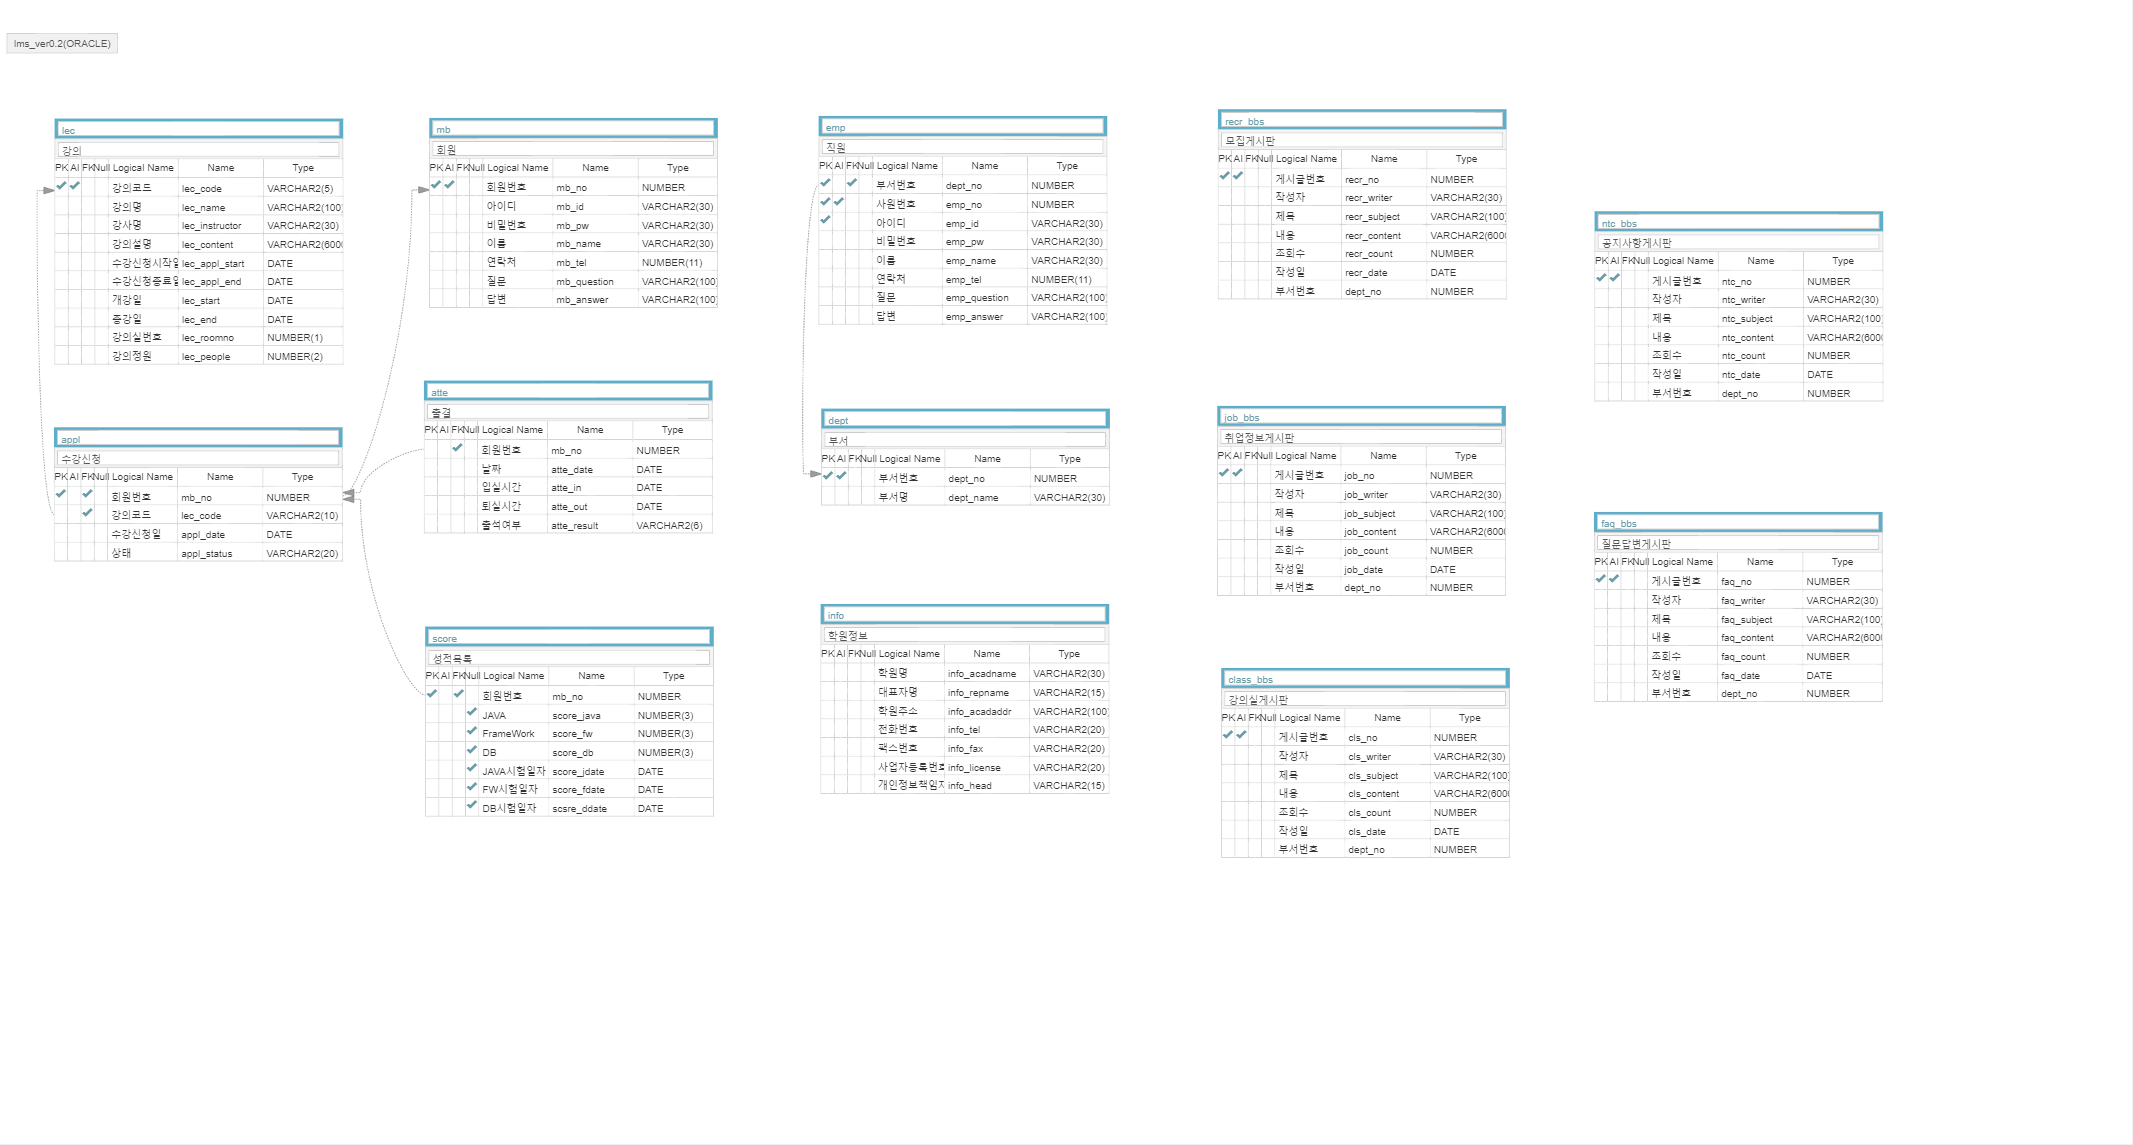 lms_ver0.2(ORACLE)
lec
강의
PK AI FK Null Logical Name Name Type
강의코드 lec_code VARCHAR2(5)
강의명 lec_name VARCHAR2(100
강사명 lec_instructor VARCHAR2(30)
강의설명 lec_content VARCHAR2(600
수강신청시작일 lec_appl_start DATE
수강신청종료일 lec_appl_end DATE
개강일 lec_start DATE
종강일 lec_end DATE
강의실번호 lec_roomno NUMBER(1)
강의정원 lec_people NUMBER(2)
appl
수강신청
PK AI FK Null Logical Name Name Type
회원번호 mb_no NUMBER
강의코드 lec_code VARCHAR2(10)
수강신청일 appl_date DATE
상태 appl_status VARCHAR2(20)
mb
회원
PK AI FK Null Logical Name Name Type
회원번호 mb_no NUMBER
아이디 mb_id VARCHAR2(30)
비밀번호 mb_pw VARCHAR2(30)
이름 mb_name VARCHAR2(30)
연락처 mb_tel NUMBER(11)
질문 mb_question VARCHAR2(100
답변 mb_answer VARCHAR2(100
atte
출결
PK AI FK Null Logical Name Name Type
회원번호 mb_no NUMBER
날짜 atte_date DATE
입실시간 atte_in DATE
퇴실시간 atte_out DATE
출석여부 atte_result VARCHAR2(6)
score
성적목록
PK AI FK Null Logical Name Name Type
회원번호 mb_no NUMBER
JAVA score_java NUMBER(3)
FrameWork score_fw NUMBER(3)
DB score_db NUMBER(3)
JAVA시험일자 score_jdate DATE
FW시험일자 score_fdate DATE
DB시험일자 scsre_ddate DATE
emp
직원
PK AI FK Null Logical Name Name Type
부서번호 dept_no NUMBER
사원번호 emp_no NUMBER
아이디 emp_id VARCHAR2(30)
비밀번호 emp_pw VARCHAR2(30)
이름 emp_name VARCHAR2(30)
연락처 emp_tel NUMBER(11)
질문 emp_question VARCHAR2(100
답변 emp_answer VARCHAR2(100
dept
부서
PK AI FK Null Logical Name Name Type
부서번호 dept_no NUMBER
부서명 dept_name VARCHAR2(30)
info
학원정보
PK AI FK Null Logical Name Name Type
학원명 info_acadname VARCHAR2(30)
대표자명 info_repname VARCHAR2(15)
학원주소 info_acadaddr VARCHAR2(100
전화번호 info_tel VARCHAR2(20)
팩스번호 info_fax VARCHAR2(20)
사업자등록번호 info_license VARCHAR2(20)
개인정보책임자 info_head VARCHAR2(15)
recr_bbs
모집게시판
PK AI FK Null Logical Name Name Type
게시글번호 recr_no NUMBER
작성자 recr_writer VARCHAR2(30)
제목 recr_subject VARCHAR2(100
내용 recr_content VARCHAR2(600
조회수 recr_count NUMBER
작성일 recr_date DATE
부서번호 dept_no NUMBER
job_bbs
취업정보게시판
PK AI FK Null Logical Name Name Type
게시글번호 job_no NUMBER
작성자 job_writer VARCHAR2(30)
제목 job_subject VARCHAR2(100
내용 job_content VARCHAR2(600
조회수 job_count NUMBER
작성일 job_date DATE
부서번호 dept_no NUMBER
class_bbs
강의실게시판
PK AI FK Null Logical Name Name Type
게시글번호 cls_no NUMBER
작성자 cls_writer VARCHAR2(30)
제목 cls_subject VARCHAR2(100
내용 cls_content VARCHAR2(600
조회수 cls_count NUMBER
작성일 cls_date DATE
부서번호 dept_no NUMBER
ntc_bbs
공지사항게시판
PK AI FK Null Logical Name Name Type
게시글번호 ntc_no NUMBER
작성자 ntc_writer VARCHAR2(30)
제목 ntc_subject VARCHAR2(100
내용 ntc_content VARCHAR2(600
조회수 ntc_count NUMBER
작성일 ntc_date DATE
부서번호 dept_no NUMBER
faq_bbs
질문답변게시판
PK AI FK Null Logical Name Name Type
게시글번호 faq_no NUMBER
작성자 faq_writer VARCHAR2(30)
제목 faq_subject VARCHAR2(100
내용 faq_content VARCHAR2(600
조회수 faq_count NUMBER
작성일 faq_date DATE
부서번호 dept_no NUMBER